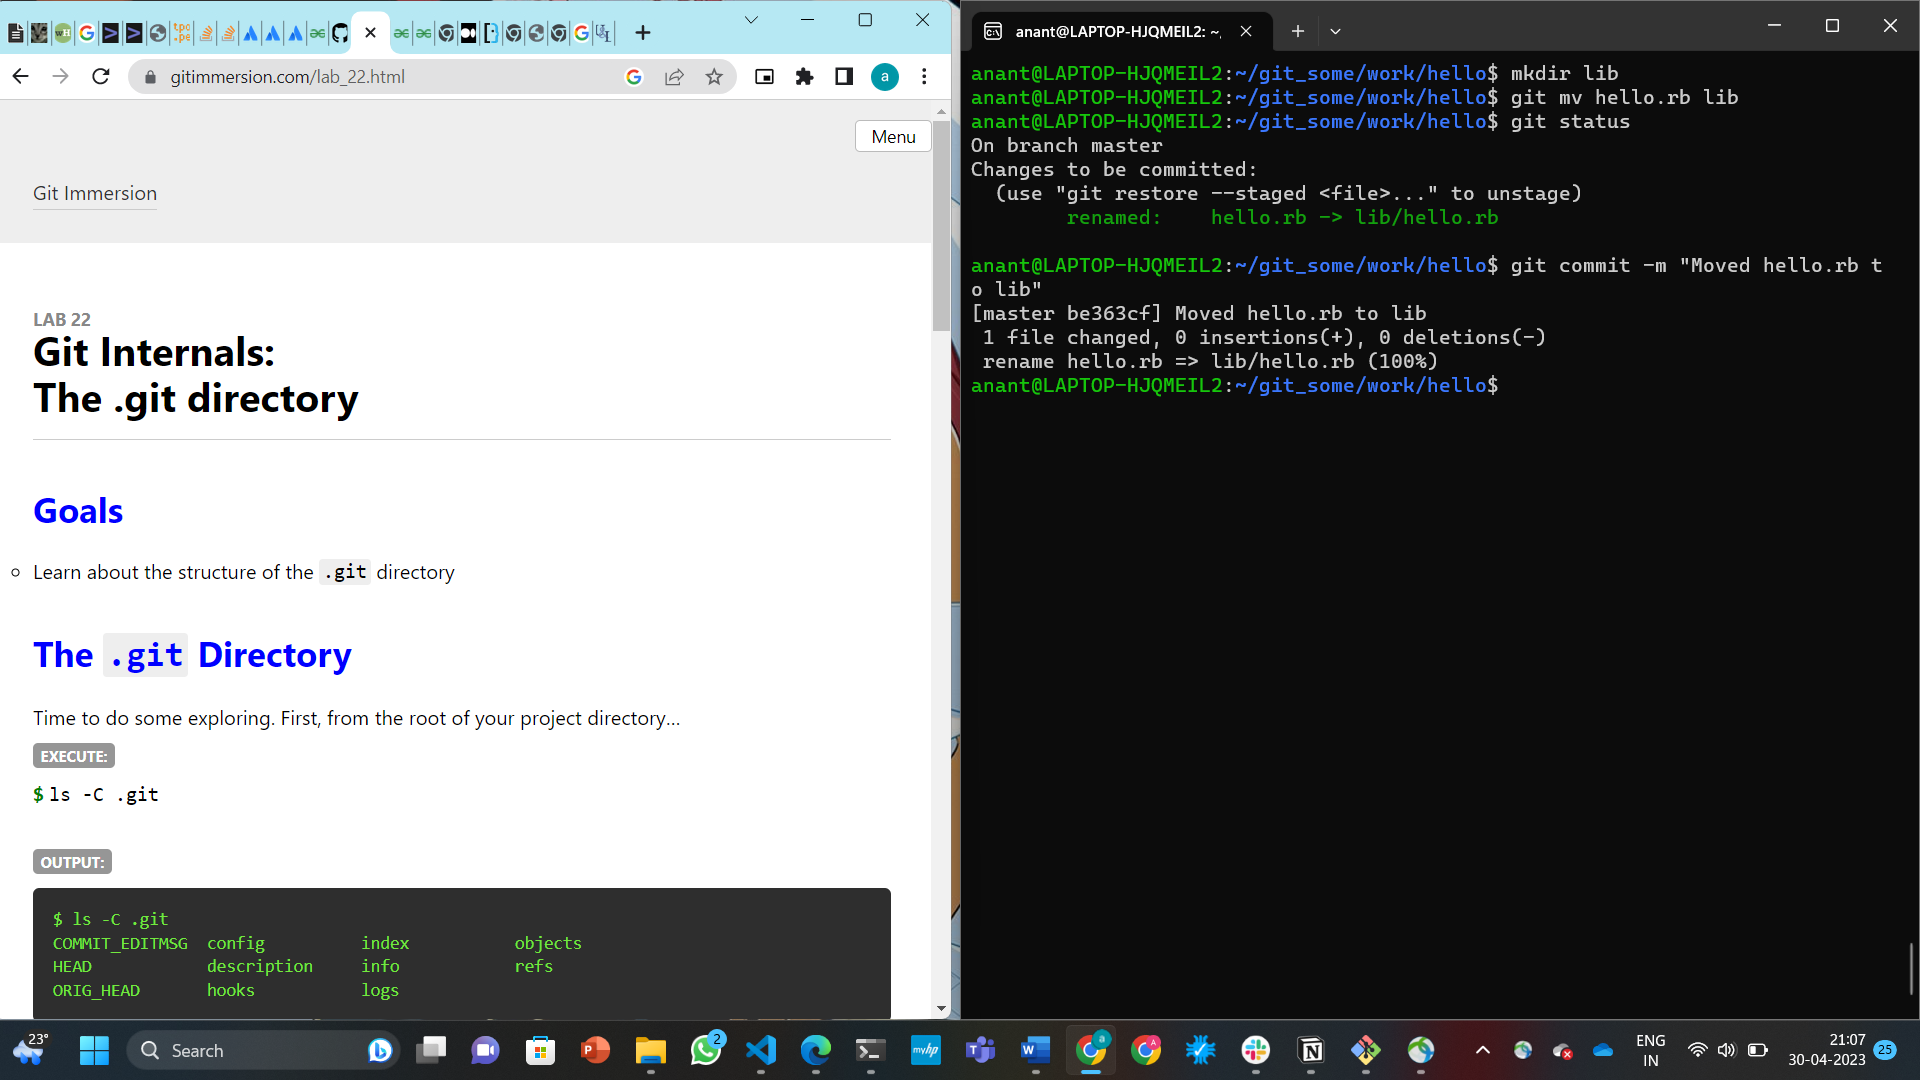 gitimmersion.com/lab_22.html
a
Menu
Git Immersion
LAB 22
Git Internals:
The .git directory
Goals
Learn about the structure of the .git directory
The .git Directory
Time to do some exploring. First, from the root of your project directory…
EXECUTE:
$ ls -C .git
OUTPUT:
$ ls -C .git
COMMIT_EDITMSG config index objects
HEAD description info refs
ORIG_HEAD hooks logs
anant@LAPTOP-HJQMEIL2: ~,
anant@LAPTOP-HJQMEIL2:~/git_some/work/hello$ mkdir lib
anant@LAPTOP-HJQMEIL2:~/git_some/work/hello$ git mv hello.rb lib
anant@LAPTOP-HJQMEIL2:~/git_some/work/hello$ git status
On branch master
Changes to be committed:
(use "git restore --staged <file>..." to unstage)
renamed: hello.rb -> lib/hello.rb
anant@LAPTOP-HJQMEIL2:~/git_some/work/hello$ git commit -m "Moved hello.rb t
o lib"
[master be363cf] Moved hello.rb to lib
1 file changed, 0 insertions(+), 0 deletions(-)
rename hello.rb => lib/hello.rb (100%)
anant@LAPTOP-HJQMEIL2:~/git_some/work/hello$
23°
Search
2
myhp
a
ENG
IN
21:07
30-04-2023
25